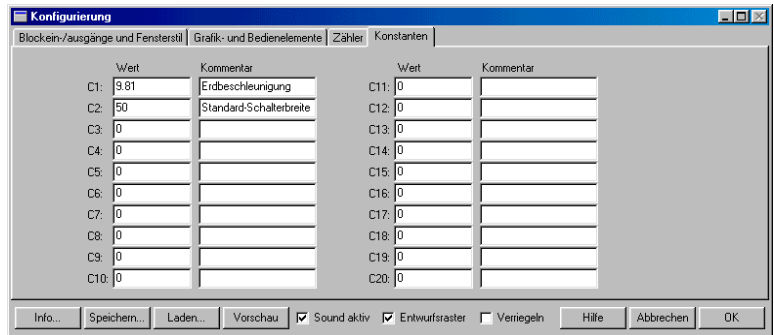 Konfigurierung
Blockein-/ausgänge und Fensterstil Grafik- und Bedienelemente Zähler Konstanten
Wert Kommentar Wert Kommentar
C1: 9.81 Erdbeschleunigung C11: 0
C2: 50 Standard-Schalterbreite C12: 0
C3: 0 C13: 0
C4: 0 C14: 0
C5: 0 C15: 0
C6: 0 C16: 0
C7: 0 C17: 0
C8: 0 C18: 0
C9: 0 C19: 0
C10: 0 C20: 0
Info... Speichern... Laden... Vorschau Sound aktiv Entwurfsraster Verriegeln Hilfe Abbrechen OK